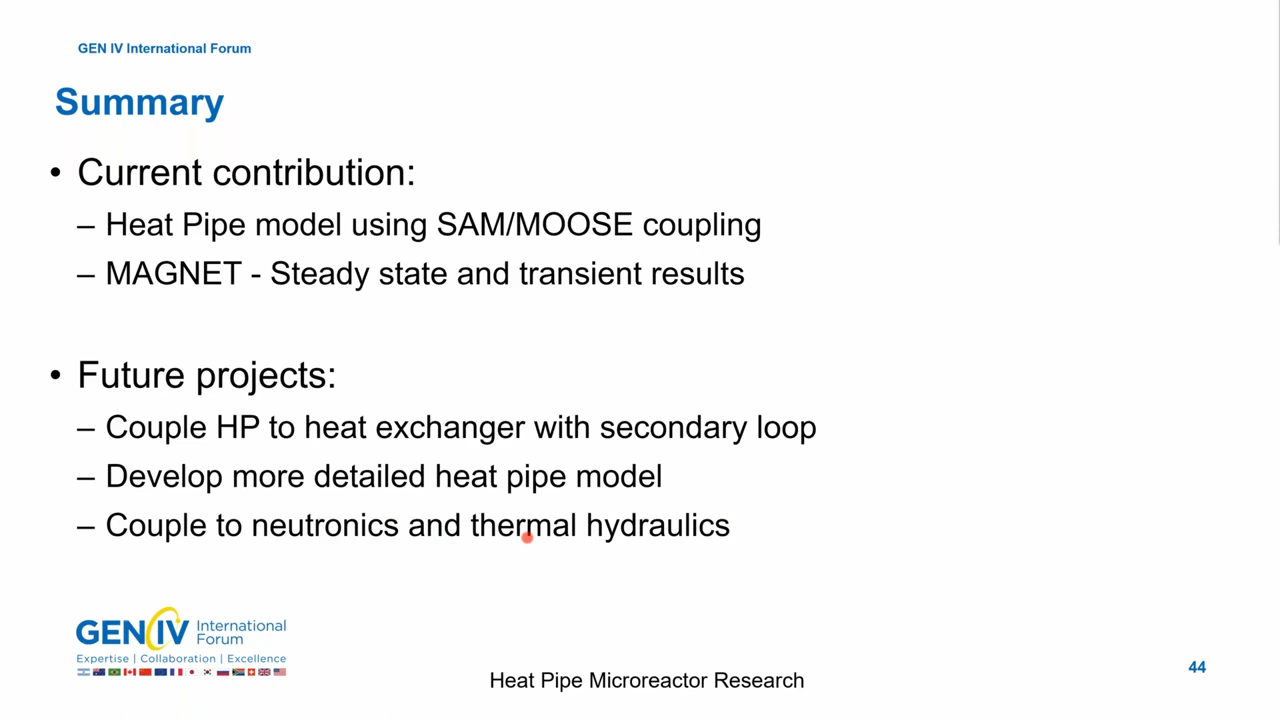 GEN IV International Forum
Summary
• Current contribution:
– Heat Pipe model using SAM/MOOSE coupling
– MAGNET - Steady state and transient results
• Future projects:
– Couple HP to heat exchanger with secondary loop
– Develop more detailed heat pipe model
– Couple to neutronics and thermal hydraulics
GEN IV International
Forum
Expertise | Collaboration | Excellence
Heat Pipe Microreactor Research
44